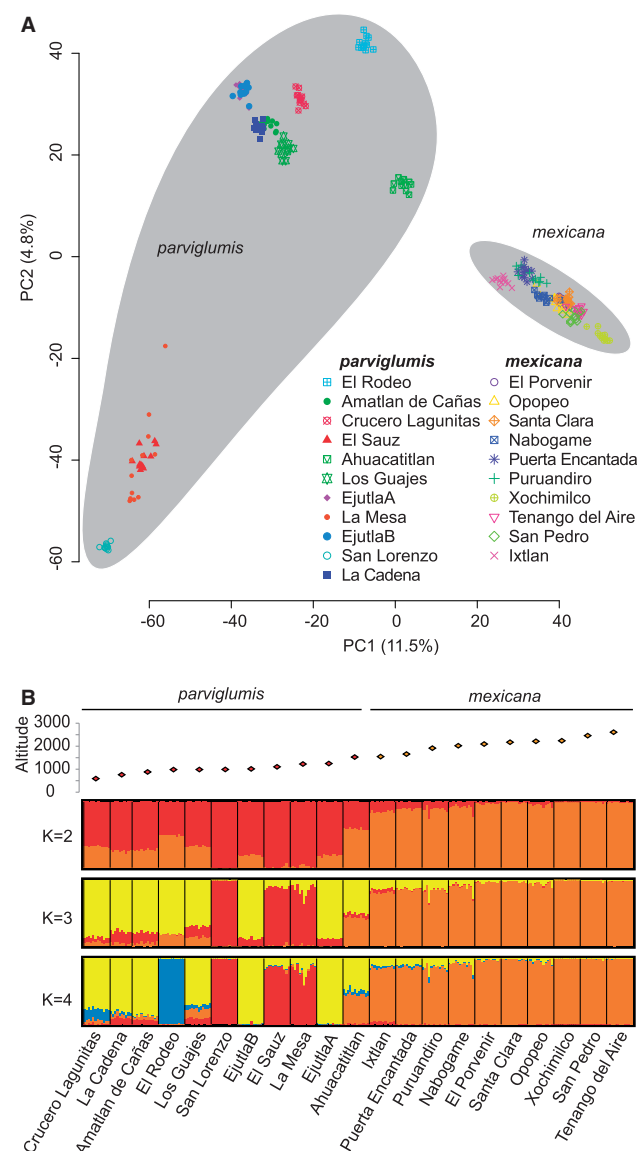 A
40
20
0
-20
-40
-60
PC2 (4.8%)
parviglumis
mexicana
parviglumis
El Rodeo
Amatlan de Cañas
Crucero Lagunitas
El Sauz
Ahuacatitlan
Los Guajes
EjutlaA
La Mesa
EjutlaB
San Lorenzo
La Cadena
mexicana
El Porvenir
Opopeo
Santa Clara
Nabogame
Puerta Encantada
Puruandiro
Xochimilco
Tenango del Aire
San Pedro
Ixtlan
-60 -40 -20 0 20 40
PC1 (11.5%)
B
parviglumis mexicana
Altitude
3000
2000
1000
0
K=2
K=3
K=4
Crucero Lagunitas
La Cadena
Amatlan de Cañas
El Rodeo
Los Guajes
San Lorenzo
EjutlaB
El Sauz
La Mesa
EjutlaA
Ahuacatitlan
Ixtlan
Puerta Encantada
Puruandiro
Nabogame
El Porvenir
Santa Clara
Opopeo
Xochimilco
San Pedro
Tenango del Aire